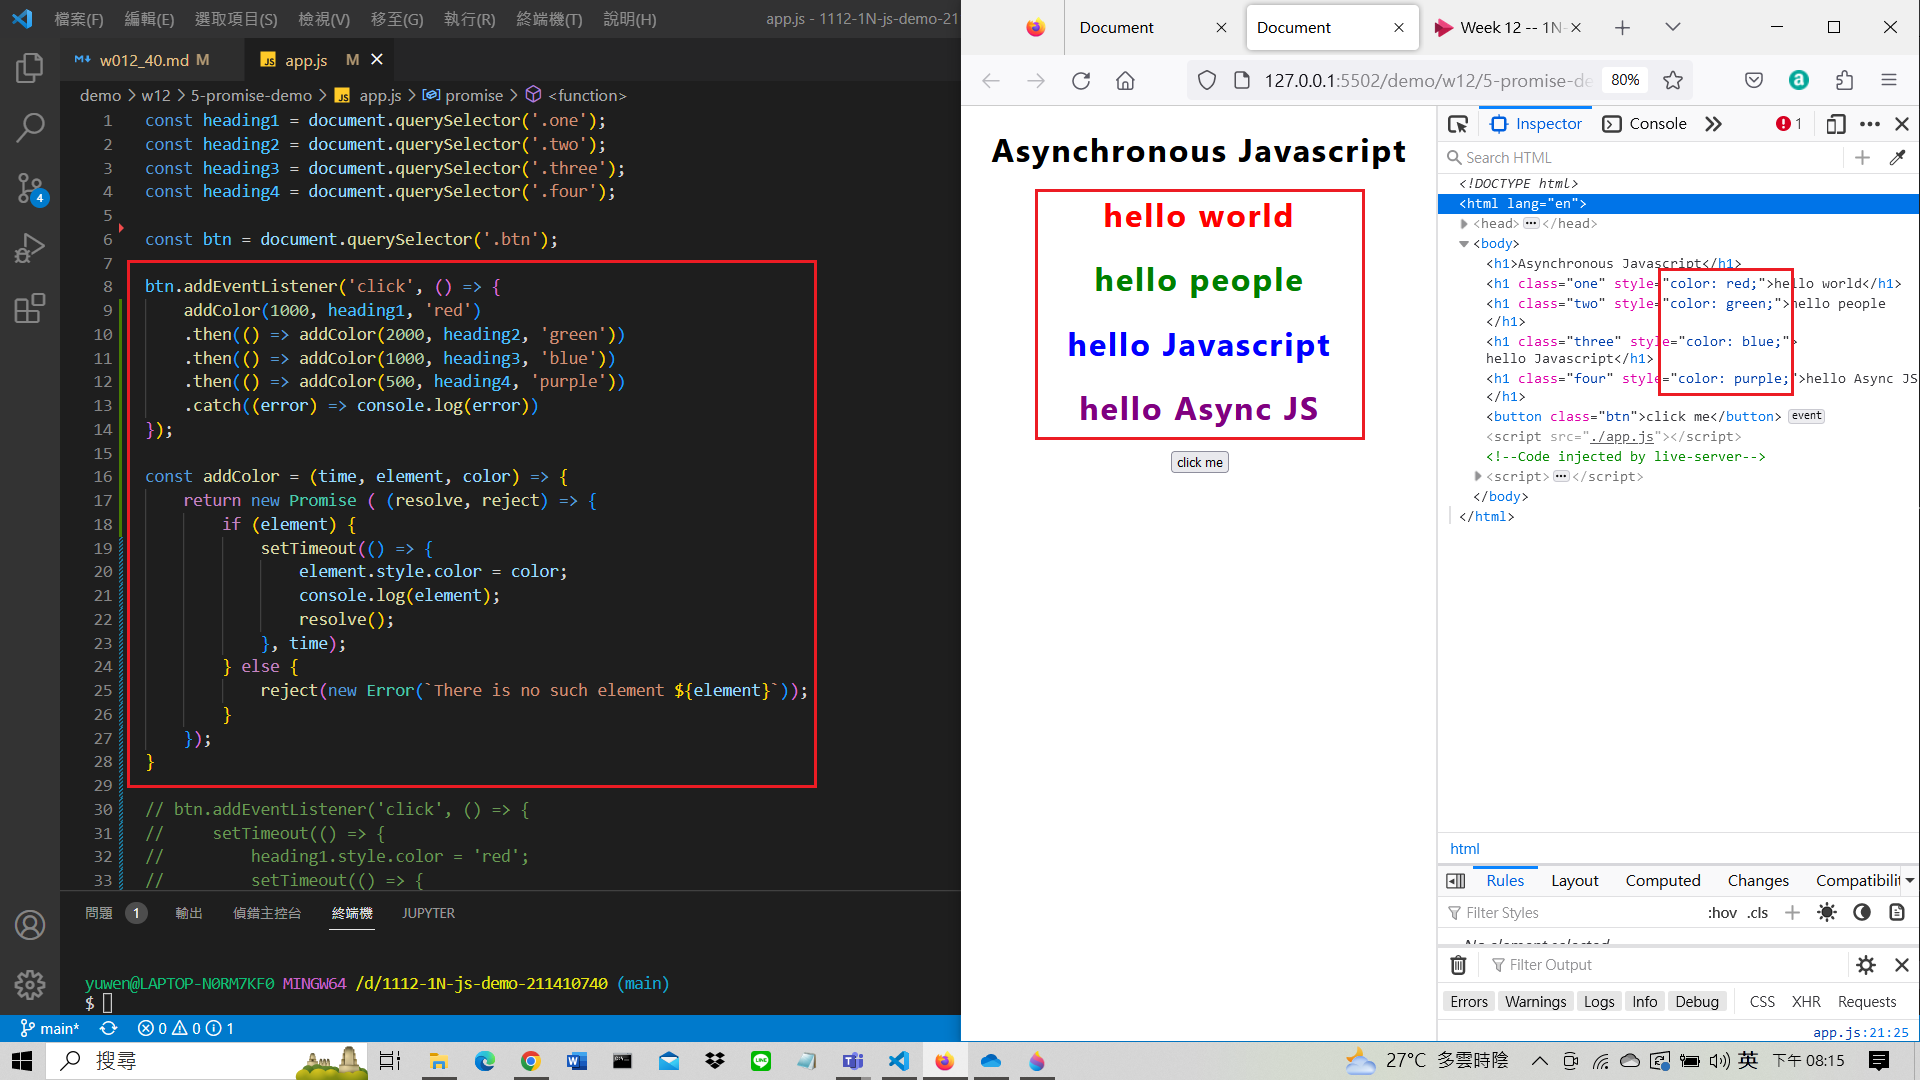 檔案(F) 編輯(E) 選取項目(S) 檢視(V) 移至(G) 執行(R) 終端機(T) 說明(H) app.js - 1112-1N-js-demo-21
w012_40.md M app.js M
demo > w12 > 5-promise-demo > app.js > promise > <function>
1 const heading1 = document.querySelector('.one');
2 const heading2 = document.querySelector('.two');
3 const heading3 = document.querySelector('.three');
4 const heading4 = document.querySelector('.four');
5
6 const btn = document.querySelector('.btn');
7
8 btn.addEventListener('click', () => {
9 addColor(1000, heading1, 'red')
10 .then(() => addColor(2000, heading2, 'green'))
11 .then(() => addColor(1000, heading3, 'blue'))
12 .then(() => addColor(500, heading4, 'purple'))
13 .catch((error) => console.log(error))
14 });
15
16 const addColor = (time, element, color) => {
17 return new Promise ( (resolve, reject) => {
18 if (element) {
19 setTimeout(() => {
20 element.style.color = color;
21 console.log(element);
22 resolve();
23 }, time);
24 } else {
25 reject(new Error(`There is no such element ${element}`));
26 }
27 });
28 }
29
30 // btn.addEventListener('click', () => {
31 // setTimeout(() => {
32 // heading1.style.color = 'red';
33 // setTimeout(() => {
4
問題 1 輸出 偵錯主控台 終端機 JUPYTER
yuwen@LAPTOP-N0RM7KF0 MINGW64 /d/1112-1N-js-demo-211410740 (main)
$
main* 0 0 1
Document Document Week 12 -- 1N-
127.0.0.1:5502/demo/w12/5-promise-de 80%
Asynchronous Javascript
hello world
hello people
hello Javascript
hello Async JS
click me
Inspector Console 1
Search HTML
<!DOCTYPE html>
<html lang="en">
<head> </head>
<body>
<h1>Asynchronous Javascript</h1>
<h1 class="one" style="color: red;">hello world</h1>
<h1 class="two" style="color: green;">hello people
</h1>
<h1 class="three" style="color: blue;">
hello Javascript</h1>
<h1 class="four" style="color: purple;">hello Async JS
</h1>
<button class="btn">click me</button> event
<script src="./app.js"></script>
<!--Code injected by live-server-->
<script> </script>
</body>
</html>
html
Rules Layout Computed Changes Compatibilit
Filter Styles :hov .cls
No element selected
Filter Output
Errors Warnings Logs Info Debug CSS XHR Requests
app.js:21:25
搜尋 27°C 多雲時陰 英 下午 08:15